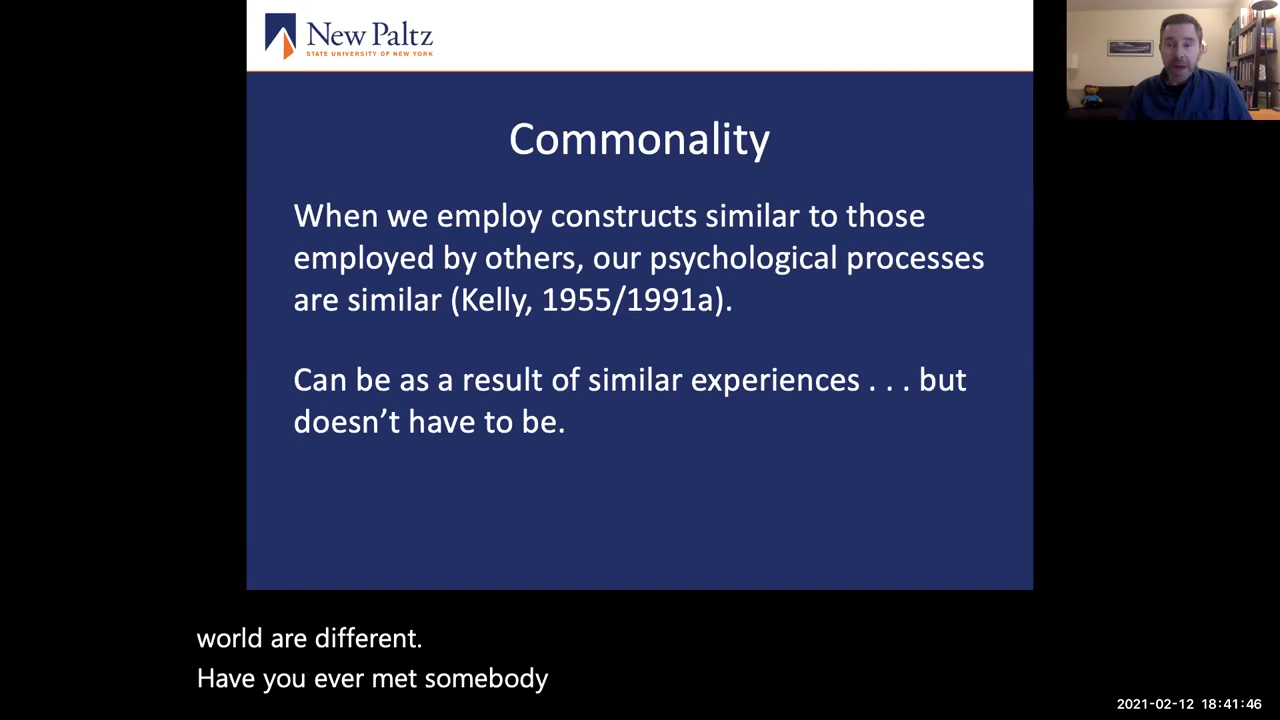 New Paltz
STATE UNIVERSITY OF NEW YORK
Commonality
When we employ constructs similar to those
employed by others, our psychological processes
are similar (Kelly, 1955/1991a).
Can be as a result of similar experiences . . . but
doesn’t have to be.
world are different.
Have you ever met somebody
2021-02-12 18:41:46